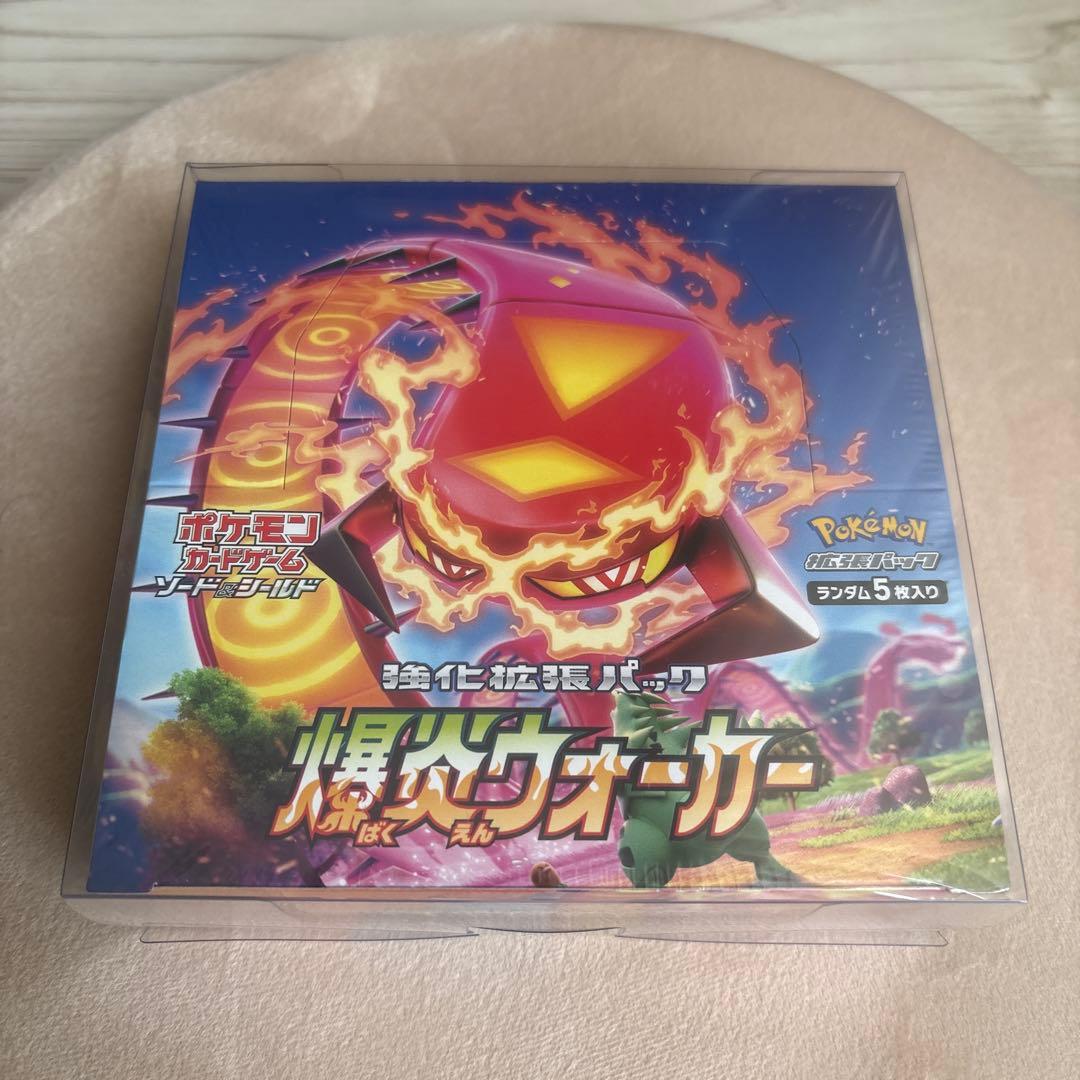 ポケモン
カードゲーム
ソード&シールド
Pokémon
拡張パック
ランダム5枚入り
強化拡張パック
爆炎ウォーカー
ばく えん